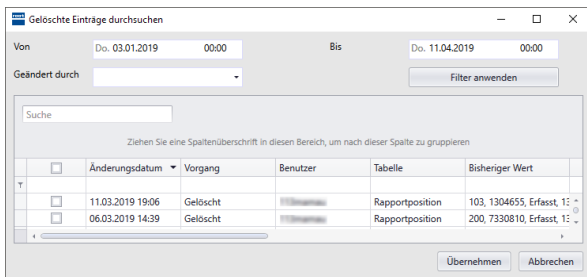 Gelöschte Einträge durchsuchen
Von Do. 03.01.2019 00:00 Bis Do. 11.04.2019 00:00
Geändert durch Filter anwenden
Suche
Ziehen Sie eine Spaltenüberschrift in diesen Bereich, um nach dieser Spalte zu gruppieren
Änderungsdatum Vorgang Benutzer Tabelle Bisheriger Wert
11.03.2019 19:06 Gelöscht Rapportposition 103, 1304655, Erfasst, 13
06.03.2019 14:39 Gelöscht Rapportposition 200, 7330810, Erfasst, 13
Übernehmen Abbrechen